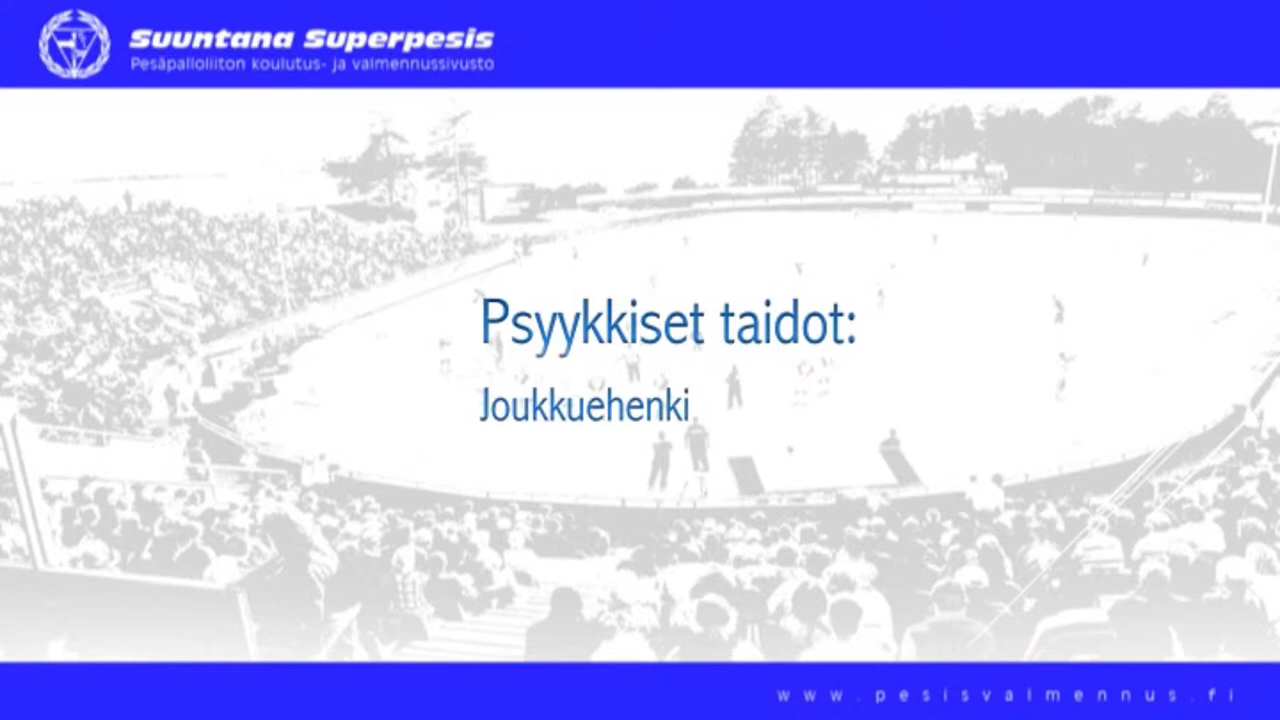 Suuntana Superpesis
Pesäpalloliiton koulutus- ja valmennussivusto
Psyykkiset taidot:
Joukkuehenki
www.pesisvalmennus.fi